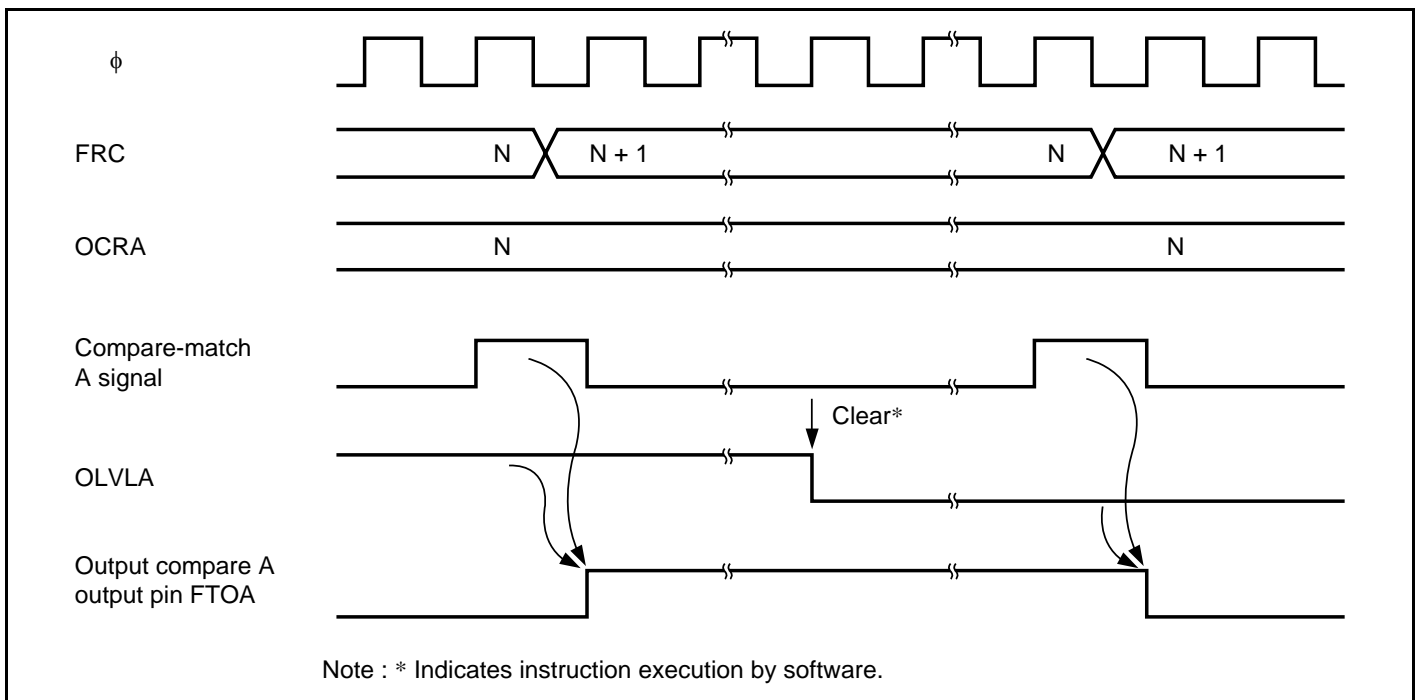 ϕ
FRC
N
N + 1
N
N + 1
OCRA
N
N
Compare-match
A signal
Clear*
OLVLA
Output compare A
output pin FTOA
Note : * Indicates instruction execution by software.